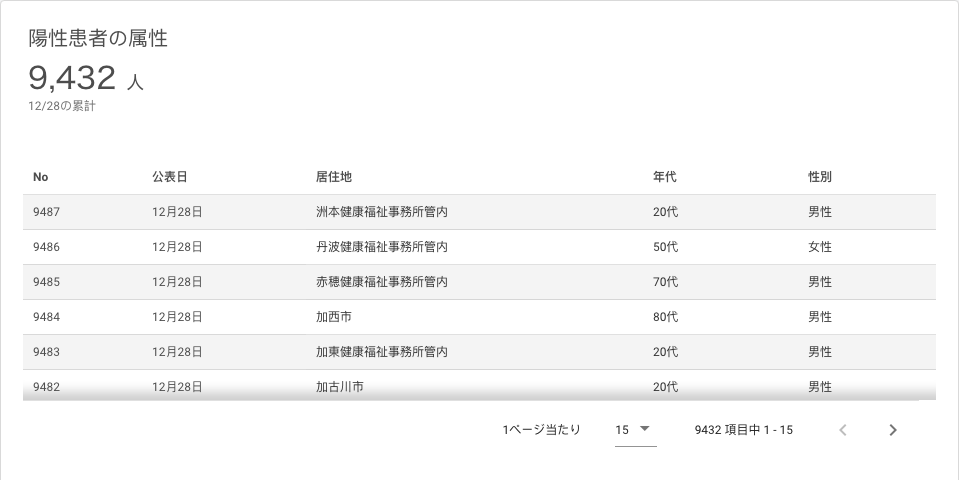 陽性患者の属性
9,432 人
12/28の累計
No 公表日 居住地 年代 性別
9487 12月28日 洲本健康福祉事務所管内 20代 男性
9486 12月28日 丹波健康福祉事務所管内 50代 女性
9485 12月28日 赤穂健康福祉事務所管内 70代 男性
9484 12月28日 加西市 80代 男性
9483 12月28日 加東健康福祉事務所管内 20代 男性
9482 12月28日 加古川市 20代 男性
1ページ当たり 15 9432 項目中 1 - 15